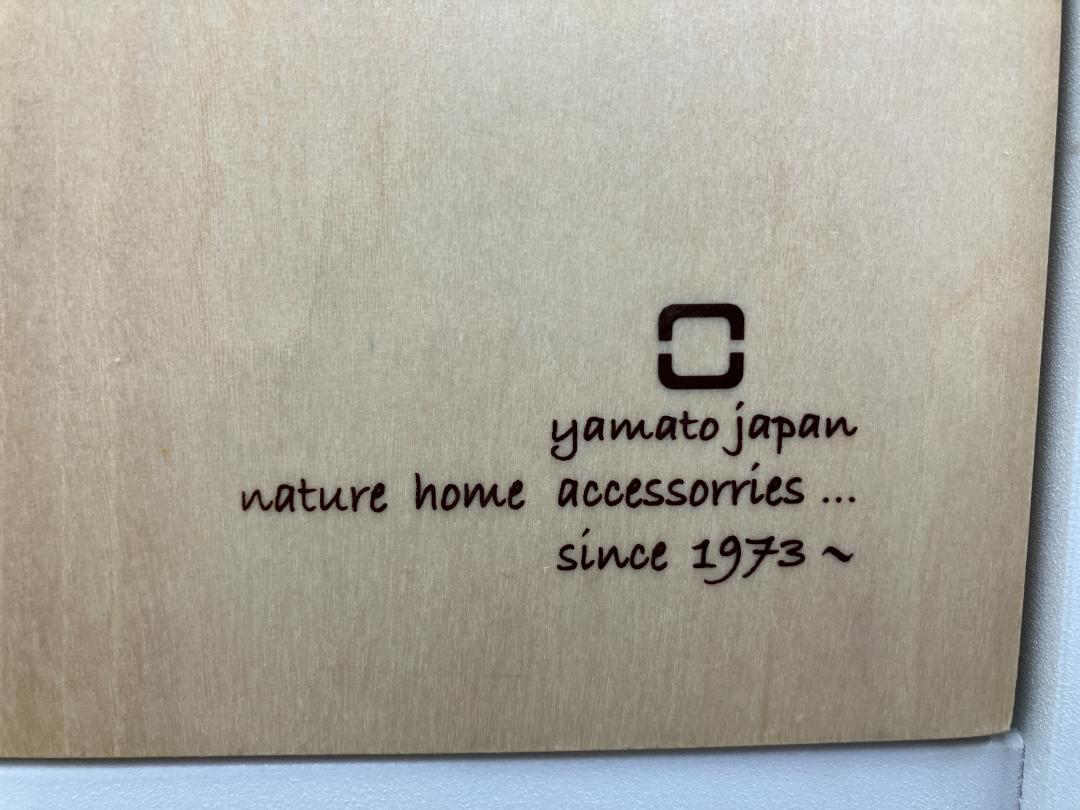 yamato japan
nature home accessorries ...
since 1973 ~